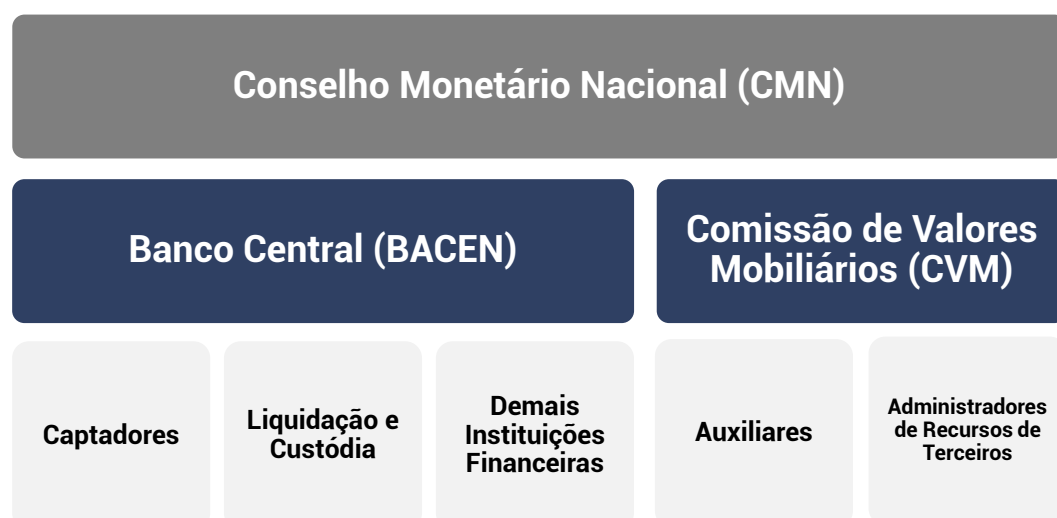 Conselho Monetário Nacional (CMN)
Banco Central (BACEN)
Comissão de Valores
Mobiliários (CVM)
Captadores
Liquidação e
Custódia
Demais
Instituições
Financeiras
Auxiliares
Administradores
de Recursos de
Terceiros